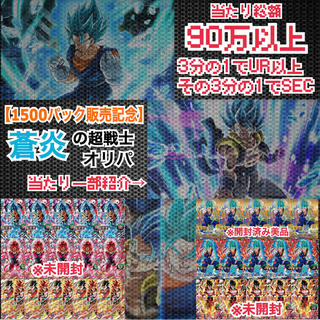 当たり総額
90万以上
3分の1でUR以上
その3分の1でSEC
【1500パック販売記念】
蒼炎の超戦士
オリパ
当たり一部紹介→
※開封済み美品
※未開封
※未開封